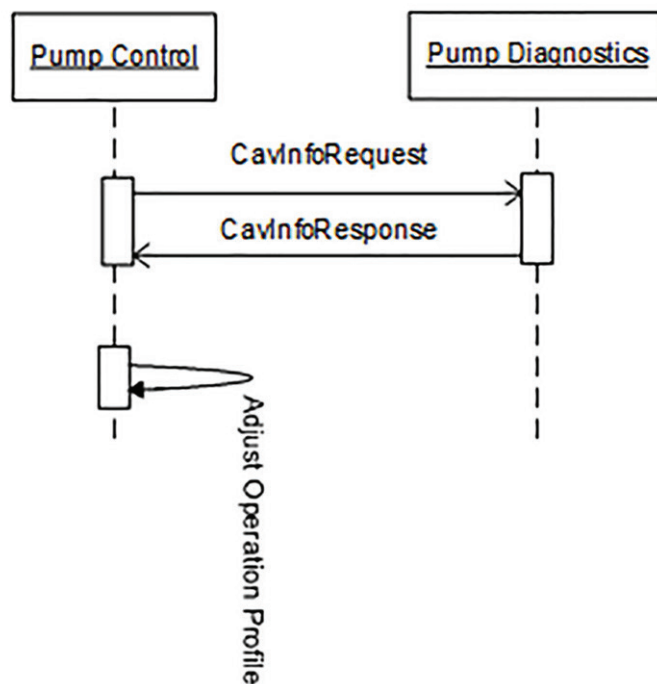 Pump Control
Pump Diagnostics
CavInfoRequest
CavInfoResponse
Adjust Operation Profile